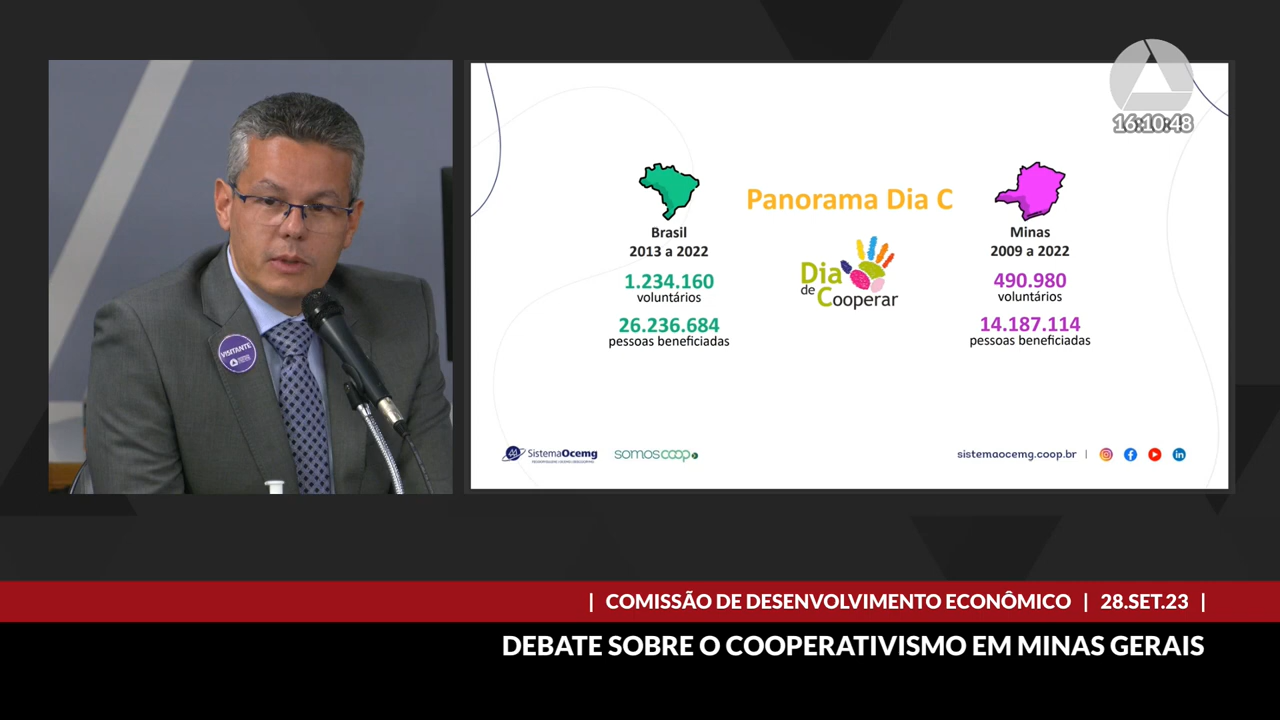 16:10:48
VISITANTE
Panorama Dia C
Brasil
2013 a 2022
1.234.160
voluntários
26.236.684
pessoas beneficiadas
Dia
de
Cooperar
Minas
2009 a 2022
490.980
voluntários
14.187.114
pessoas beneficiadas
SistemaOcemg
somoscoop
sistemaocemg.coop.br |
| COMISSÃO DE DESENVOLVIMENTO ECONÔMICO | 28.SET.23 |
DEBATE SOBRE O COOPERATIVISMO EM MINAS GERAIS